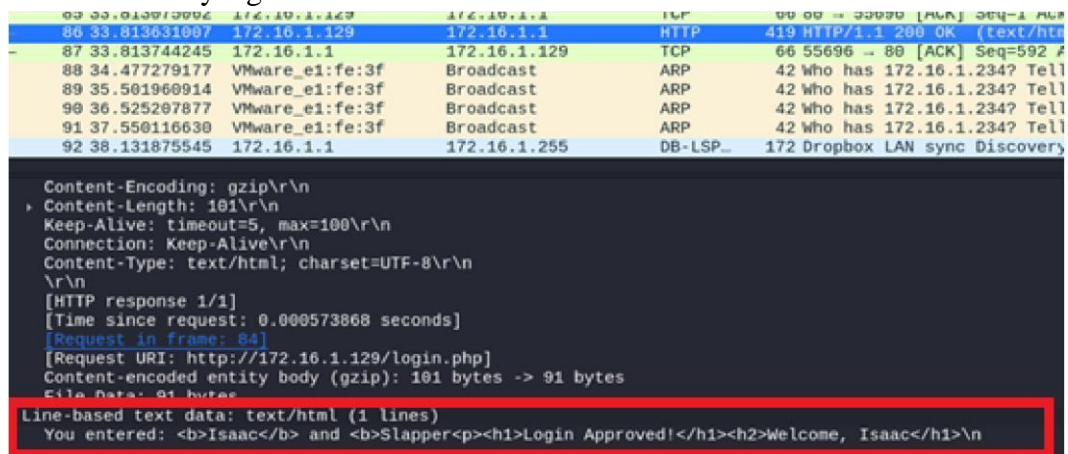 86 33.813631007 172.16.1.129 172.16.1.1 HTTP 419 HTTP/1.1 200 OK (text/htm
87 33.813744245 172.16.1.1 172.16.1.129 TCP 66 55696 → 80 [ACK] Seq=592 A
88 34.477279177 VMware_e1:fe:3f Broadcast ARP 42 Who has 172.16.1.234? Tell
89 35.501960914 VMware_e1:fe:3f Broadcast ARP 42 Who has 172.16.1.234? Tell
90 36.525207877 VMware_e1:fe:3f Broadcast ARP 42 Who has 172.16.1.234? Tell
91 37.550116630 VMware_e1:fe:3f Broadcast ARP 42 Who has 172.16.1.234? Tell
92 38.131875545 172.16.1.1 172.16.1.255 DB-LSP… 172 Dropbox LAN sync Discovery
Content-Encoding: gzip\r\n
Content-Length: 101\r\n
Keep-Alive: timeout=5, max=100\r\n
Connection: Keep-Alive\r\n
Content-Type: text/html; charset=UTF-8\r\n
\r\n
[HTTP response 1/1]
[Time since request: 0.000573868 seconds]
[Request in frame: 84]
[Request URI: http://172.16.1.129/login.php]
Content-encoded entity body (gzip): 101 bytes -> 91 bytes
File Data: 91 bytes
Line-based text data: text/html (1 lines)
You entered: <b>Isaac</b> and <b>Slapper<p><h1>Login Approved!</h1><h2>Welcome, Isaac</h1>\n